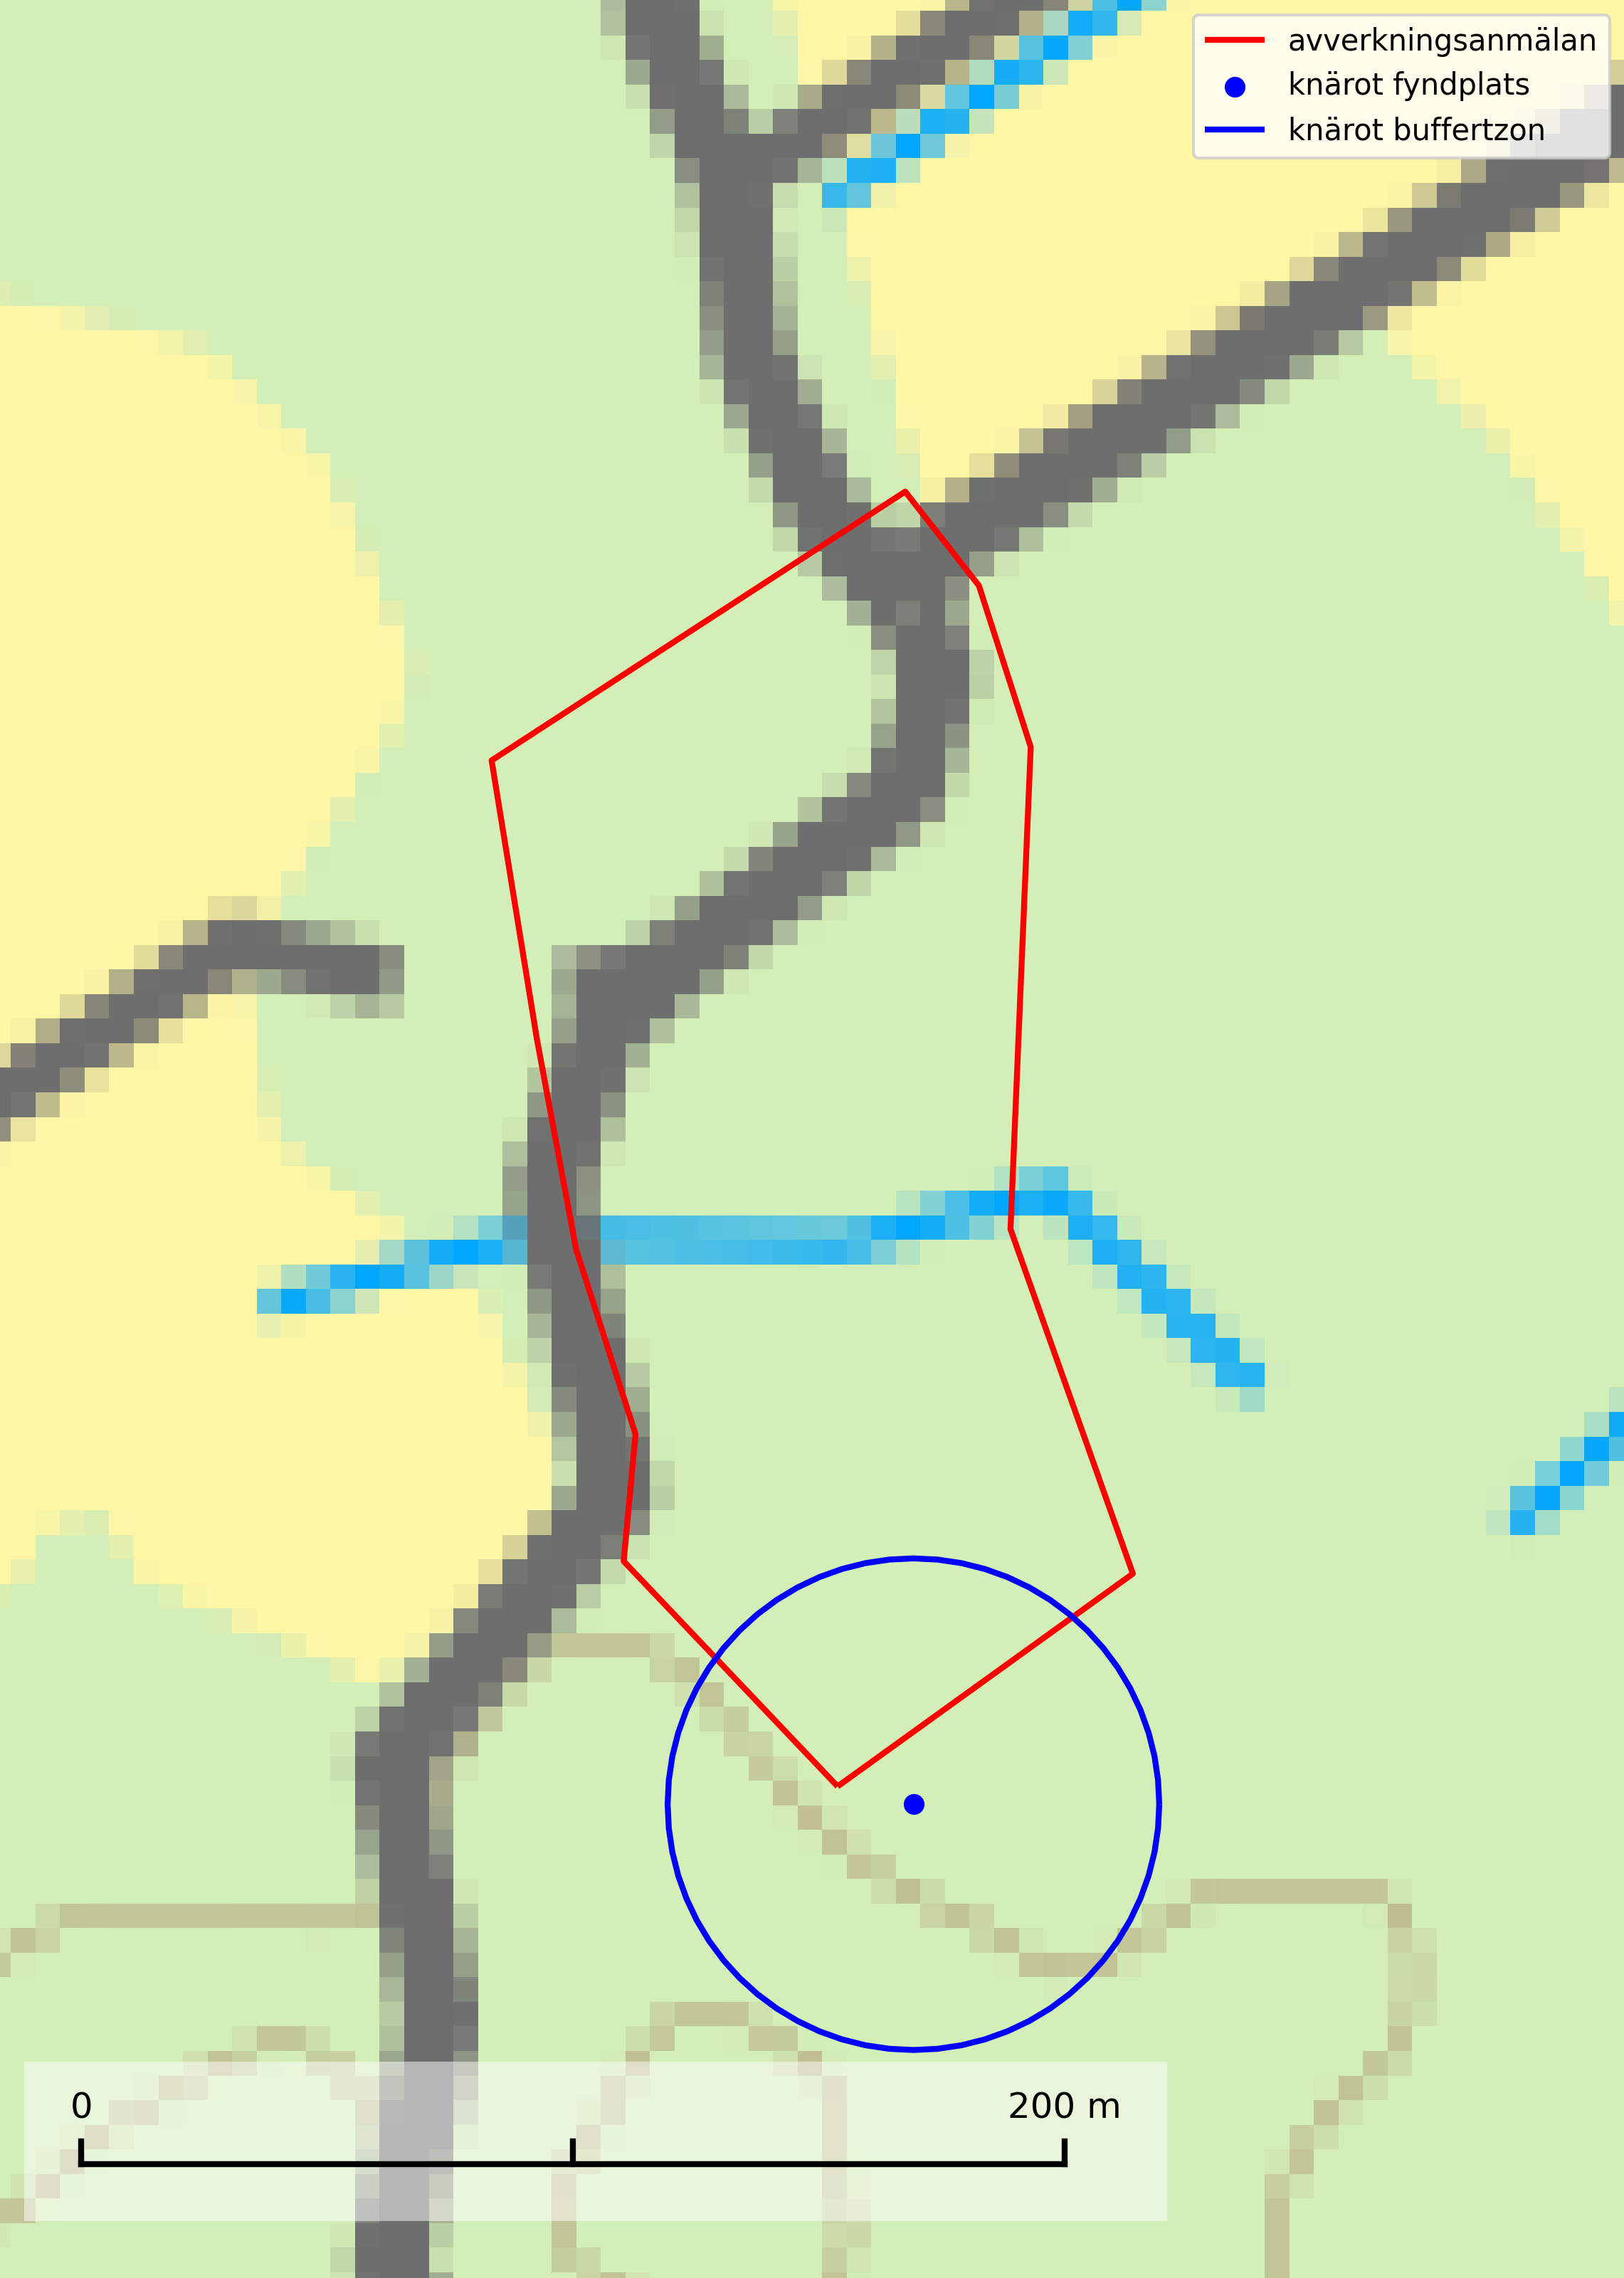 avverkningsanmälan
knärot fyndplats
knärot buffertzon
0 200 m